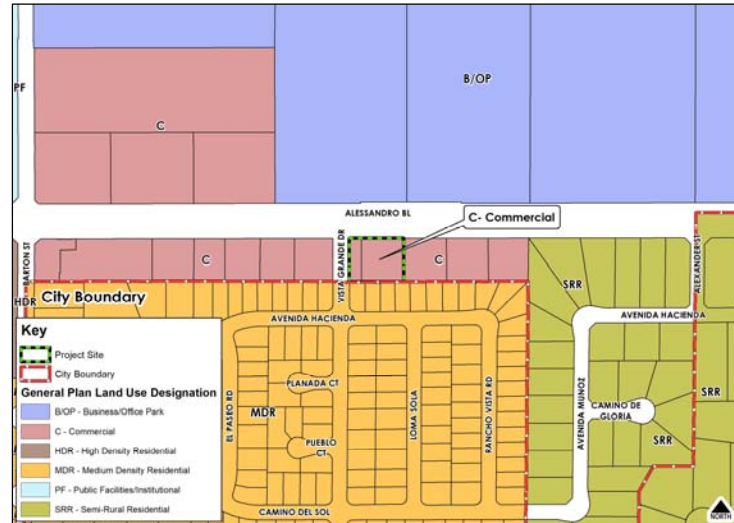 PF
C
B/OP
ALESSANDRO BL
C- Commercial
BARTON ST
C
VISTA GRANDE DR
C
SRR
ALEXANDER ST
HDR
City Boundary
AVENIDA HACIENDA
AVENIDA HACIENDA
Key
Project Site
City Boundary
General Plan Land Use Designation
B/OP - Business/Office Park
C - Commercial
HDR - High Density Residential
MDR - Medium Density Residential
PF - Public Facilities/Institutional
SRR - Semi-Rural Residential
EL PASEO RD
PLANADA CT
MDR
PUEBLO
CT
LOMA SOLA
RANCHO VISTA RD
AVENIDA MUNOZ
CAMINO DE
GLORIA
SRR
SRR
CAMINO DEL SOL
NORTH